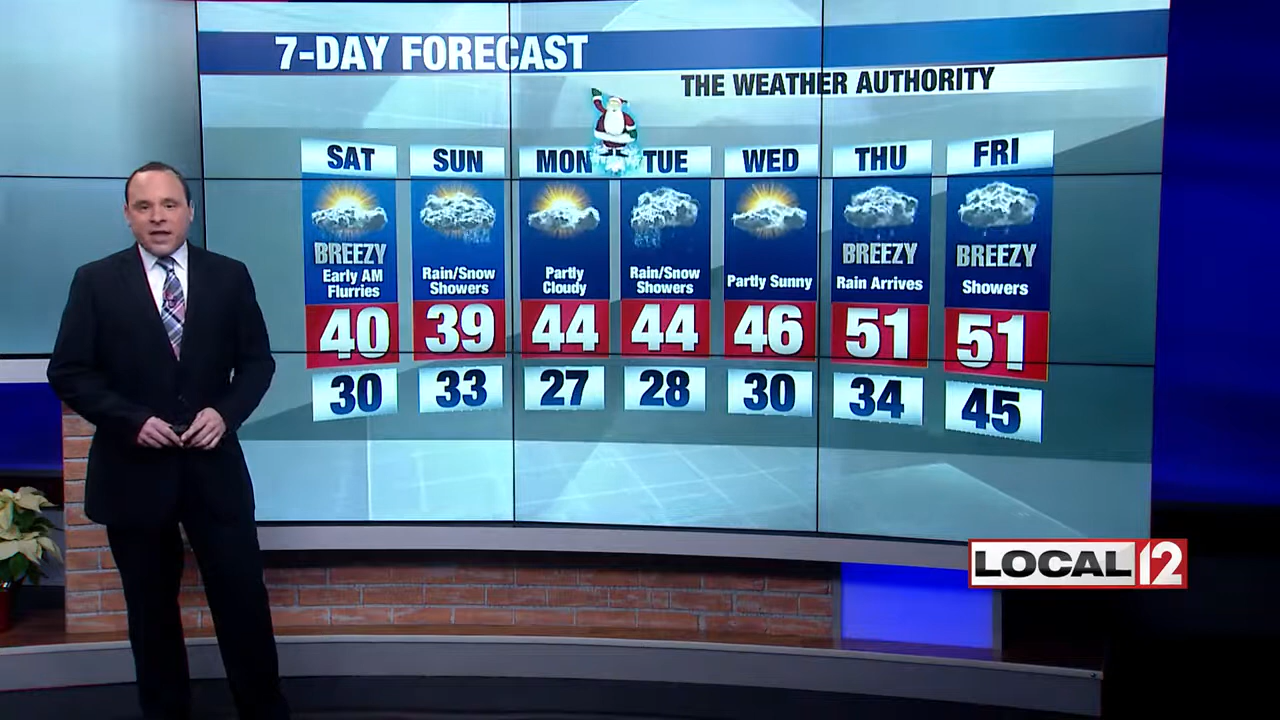 7-DAY FORECAST
THE WEATHER AUTHORITY
SAT
BREEZY
Early AM
Flurries
40
30
SUN
Rain/Snow
Showers
39
33
MON
Partly
Cloudy
44
27
TUE
Rain/Snow
Showers
44
28
WED
Partly Sunny
46
30
THU
BREEZY
Rain Arrives
51
34
FRI
BREEZY
Showers
51
45
LOCAL 12